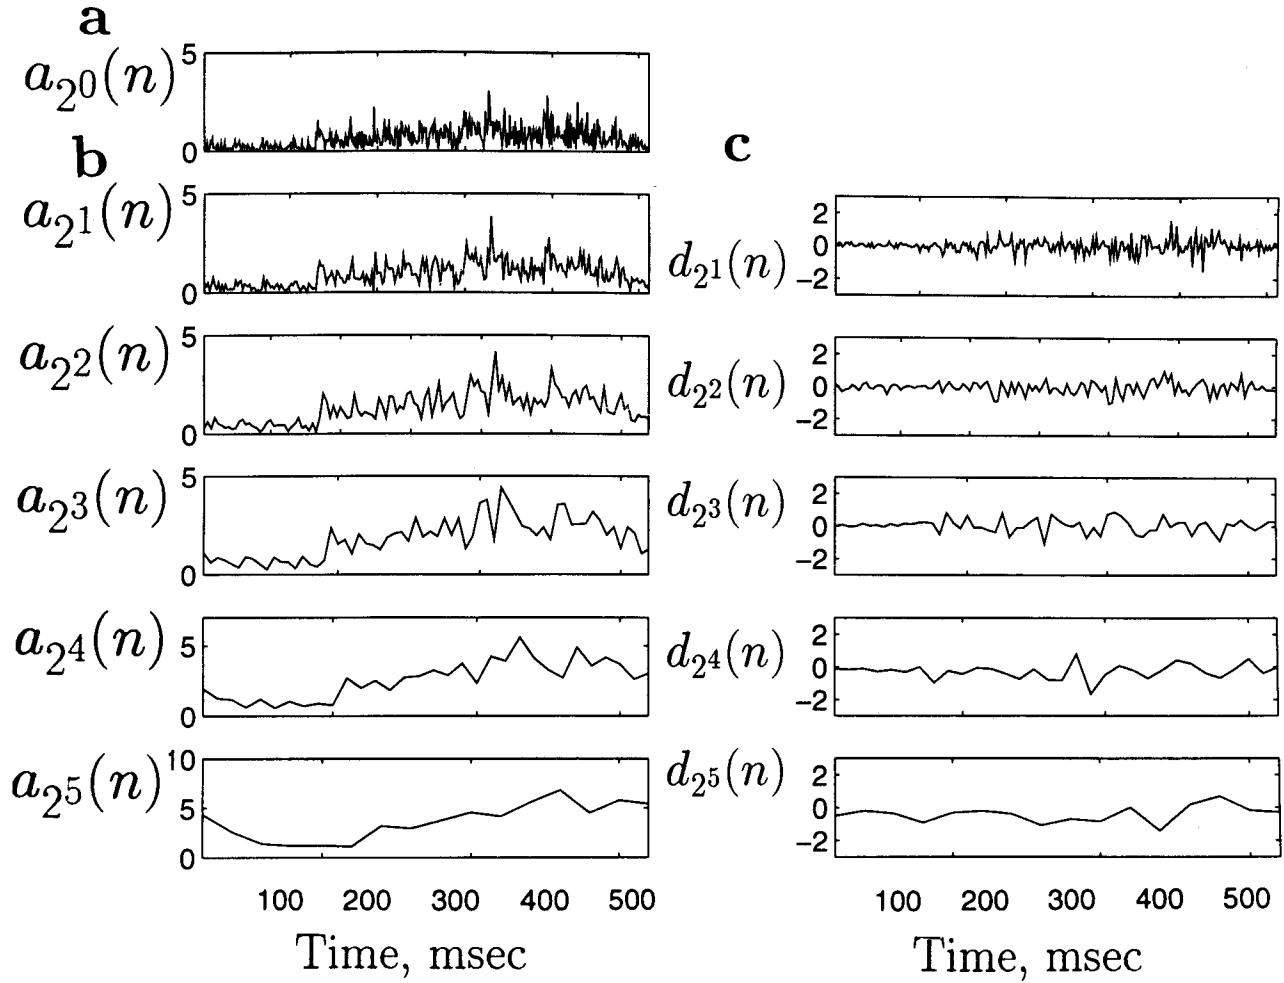 a
a_{2^0}(n) 5 0
b
a_{2^1}(n) 5 0
a_{2^2}(n) 5 0
a_{2^3}(n) 5 0
a_{2^4}(n) 5 0
a_{2^5}(n) 10 5 0
100 200 300 400 500
Time, msec
c
d_{2^1}(n) 2 0 −2
d_{2^2}(n) 2 0 −2
d_{2^3}(n) 2 0 −2
d_{2^4}(n) 2 0 −2
d_{2^5}(n) 2 0 −2
100 200 300 400 500
Time, msec